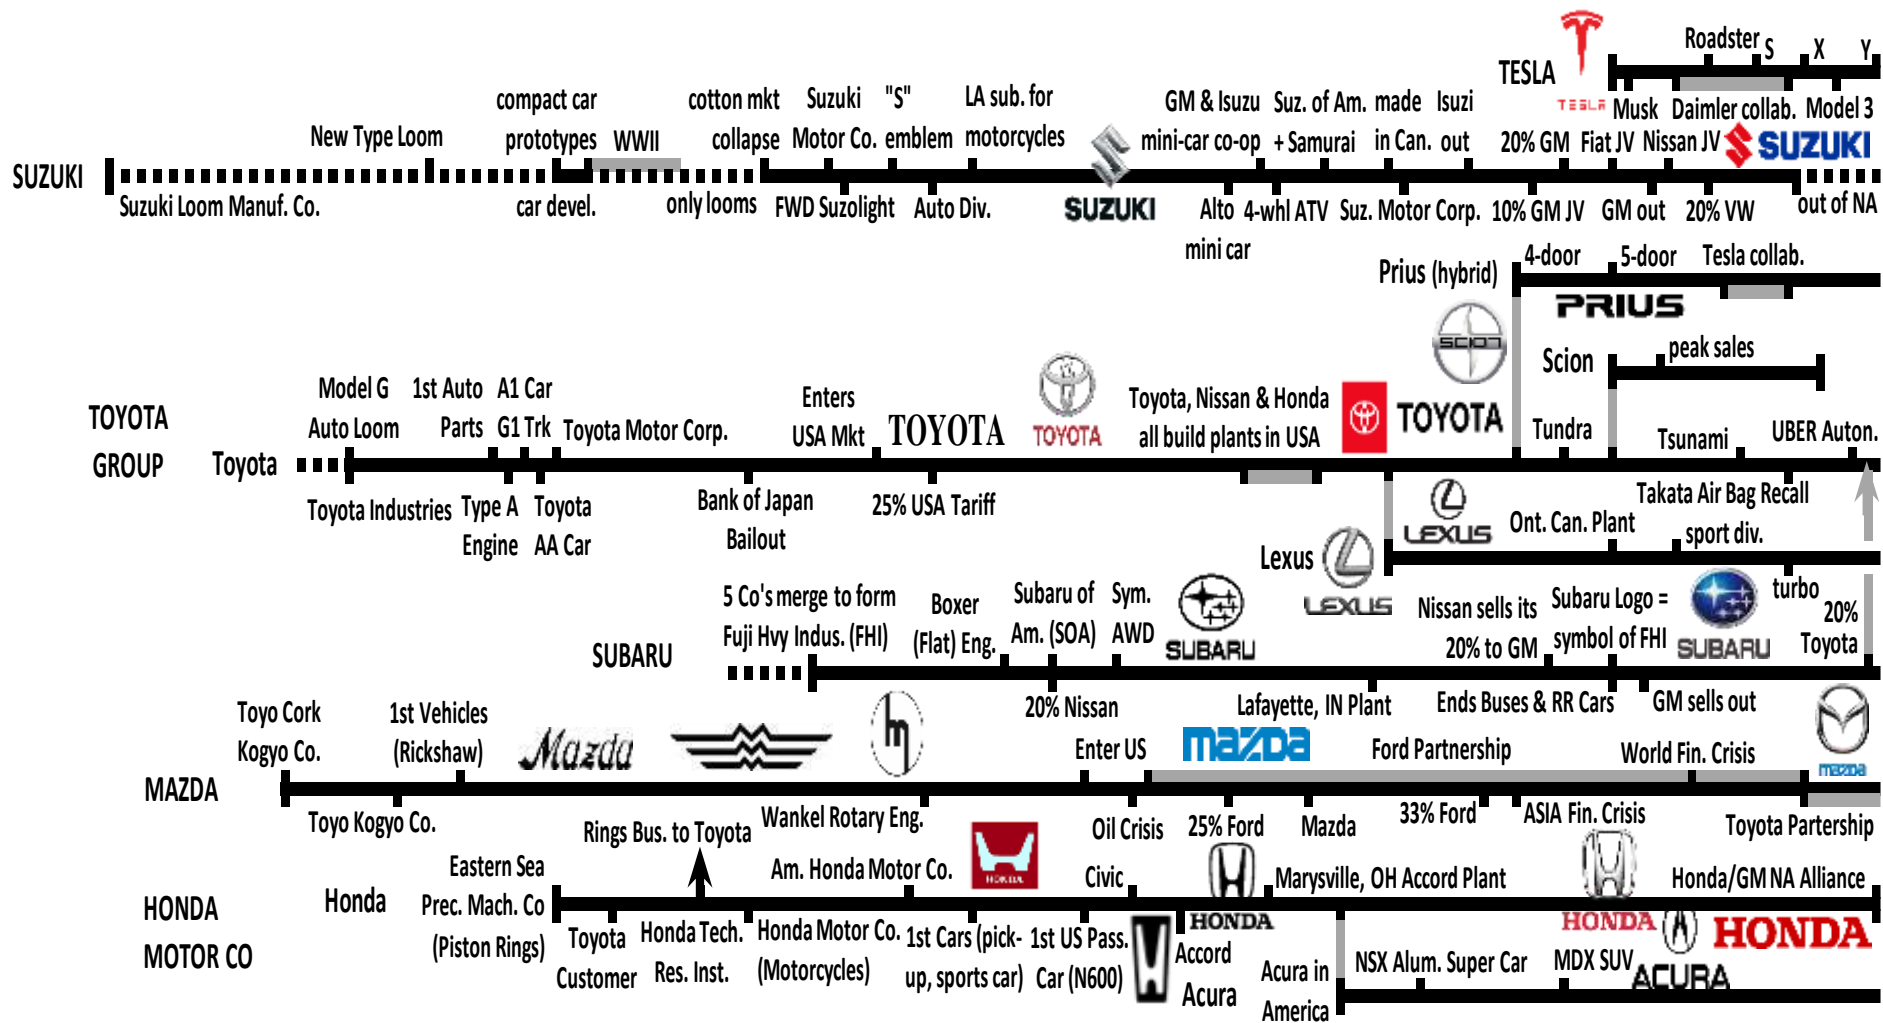 Roadster S X Y
TESLA
TESLA
Musk Daimler collab. Model 3
compact car
prototypes
New Type Loom
WWII
cotton mkt
collapse
Suzuki
Motor Co.
"S"
emblem
LA sub. for
motorcycles
GM & Isuzu
mini-car co-op
Suz. of Am.
+ Samurai
made
in Can.
Isuzi
out
20% GM Fiat JV Nissan JV
SUZUKI
SUZUKI
SUZUKI
Suzuki Loom Manuf. Co.
car devel.
only looms
FWD Suzolight
Auto Div.
Alto
mini car
4-whl ATV
Suz. Motor Corp.
10% GM JV
GM out
20% VW
out of NA
Prius (hybrid)
4-door
5-door
Tesla collab.
PRIUS
SCION
Scion
peak sales
TOYOTA
GROUP
Toyota
Model G
Auto Loom
1st Auto
Parts
A1 Car
G1 Trk
Toyota Motor Corp.
Enters
USA Mkt
TOYOTA
TOYOTA
Toyota, Nissan & Honda
all build plants in USA
TOYOTA
Tundra
Tsunami
UBER Auton.
Toyota Industries
Type A
Engine
Toyota
AA Car
Bank of Japan
Bailout
25% USA Tariff
Takata Air Bag Recall
Lexus
LEXUS
LEXUS
Ont. Can. Plant
sport div.
turbo
SUBARU
5 Co's merge to form
Fuji Hvy Indus. (FHI)
Boxer
(Flat) Eng.
Subaru of
Am. (SOA)
Sym.
AWD
SUBARU
Nissan sells its
20% to GM
Subaru Logo =
symbol of FHI
SUBARU
20%
Toyota
20% Nissan
Lafayette, IN Plant
Ends Buses & RR Cars
GM sells out
MAZDA
Toyo Cork
Kogyo Co.
1st Vehicles
(Rickshaw)
Mazda
m
Enter US
mazda
Ford Partnership
World Fin. Crisis
mazda
Toyo Kogyo Co.
Wankel Rotary Eng.
Oil Crisis
25% Ford
Mazda
33% Ford
ASIA Fin. Crisis
Toyota Partership
HONDA
MOTOR CO
Honda
Eastern Sea
Prec. Mach. Co
(Piston Rings)
Rings Bus. to Toyota
Am. Honda Motor Co.
HONDA
Civic
HONDA
Marysville, OH Accord Plant
HONDA
Honda/GM NA Alliance
HONDA
Toyota
Customer
Honda Tech.
Res. Inst.
Honda Motor Co.
(Motorcycles)
1st Cars (pick-
up, sports car)
1st US Pass.
Car (N600)
Accord
Acura
Acura in
America
NSX Alum. Super Car
MDX SUV
ACURA